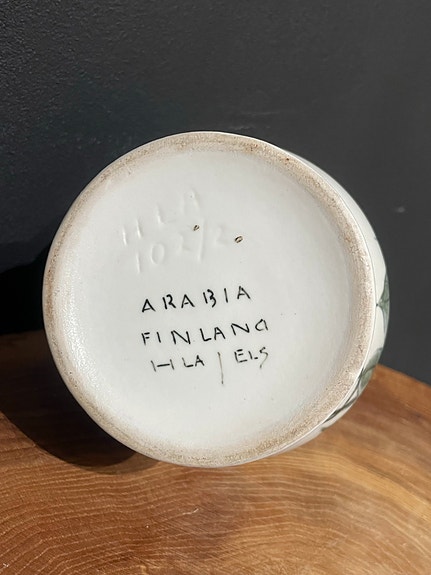 HLA
102/2
ARABIA
FINLAND
HLA / ELS